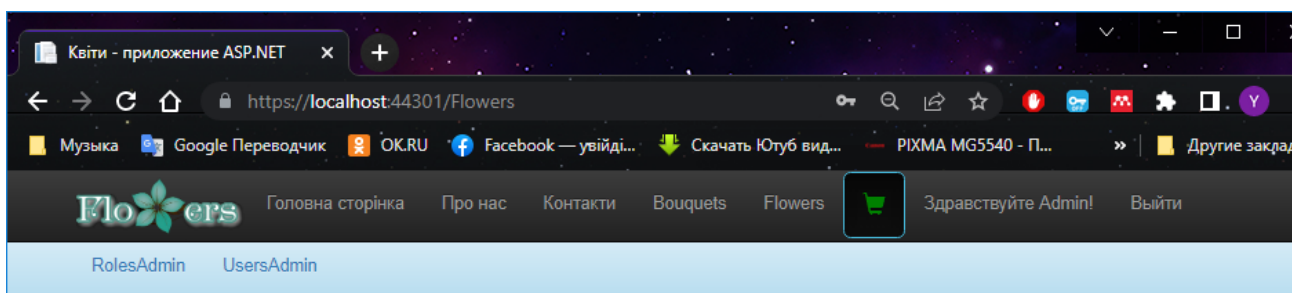 Квіти - приложение ASP.NET
https://localhost:44301/Flowers
Y
Музыка Google Переводчик OK.RU Facebook — увійді... Скачать Ютуб вид... PIXMA MG5540 - П... » Другие заклад
Flowers Головна сторінка Про нас Контакти Bouquets Flowers Здравствуйте Admin! Выйти
RolesAdmin UsersAdmin